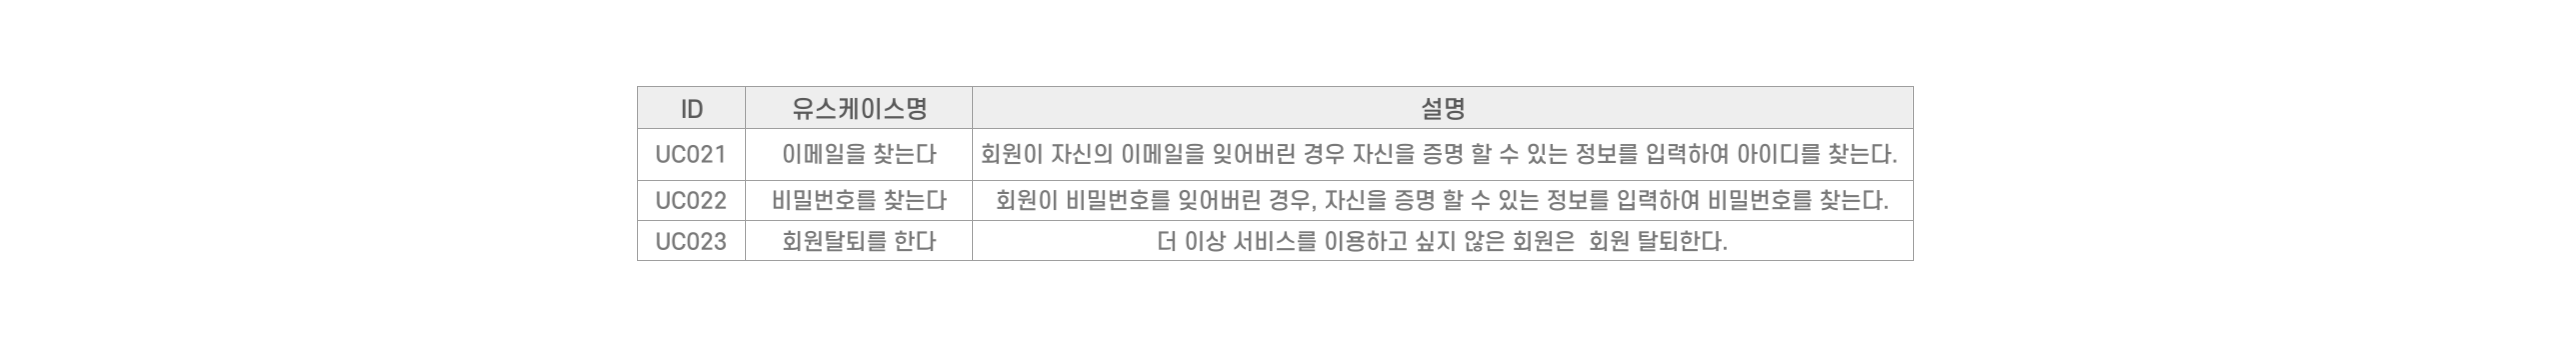 ID 유스케이스명 설명
UC021 이메일을 찾는다 회원이 자신의 이메일을 잊어버린 경우 자신을 증명 할 수 있는 정보를 입력하여 아이디를 찾는다.
UC022 비밀번호를 찾는다 회원이 비밀번호를 잊어버린 경우, 자신을 증명 할 수 있는 정보를 입력하여 비밀번호를 찾는다.
UC023 회원탈퇴를 한다 더 이상 서비스를 이용하고 싶지 않은 회원은  회원 탈퇴한다.